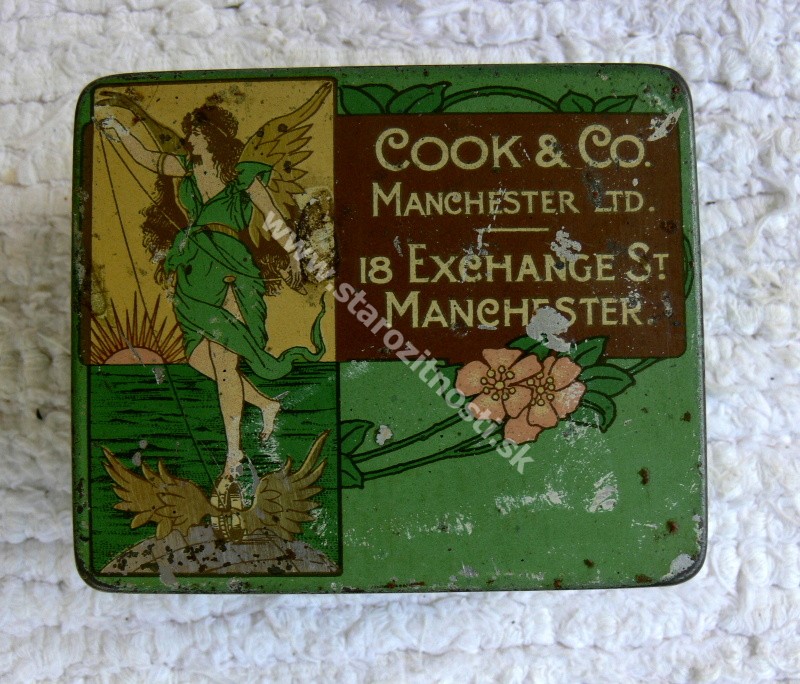 COOK & CO.
MANCHESTER LTD.
18 EXCHANGE ST
MANCHESTER.
www.starozitnosti.sk